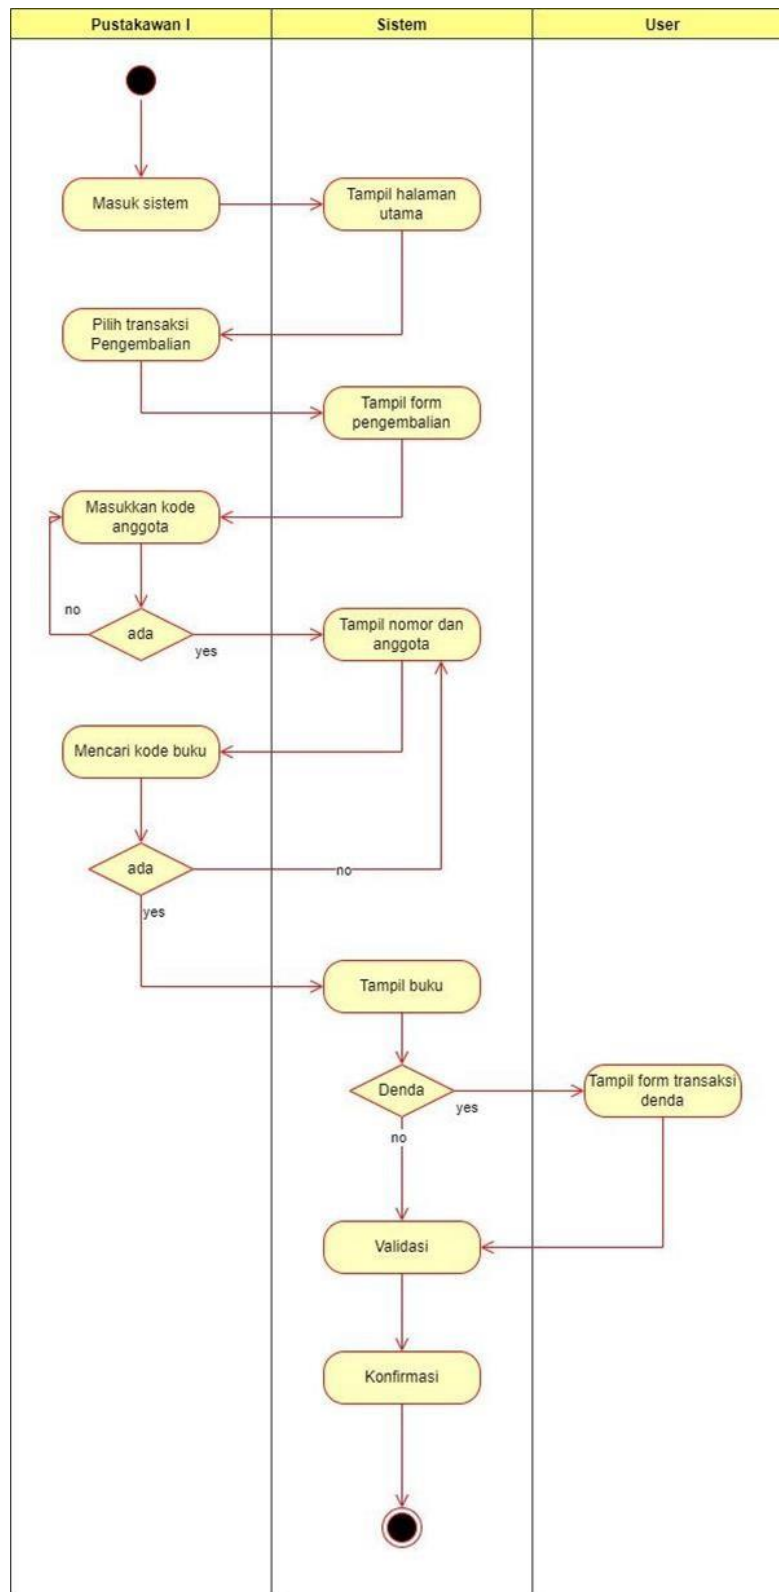 Pustakawan I
Sistem
User
Masuk sistem
Tampil halaman
utama
Pilih transaksi
Pengembalian
Tampil form
pengembalian
Masukkan kode
anggota
no
ada
yes
Tampil nomor dan
anggota
Mencari kode buku
ada
no
yes
Tampil buku
Denda
yes
no
Tampil form transaksi
denda
Validasi
Konfirmasi